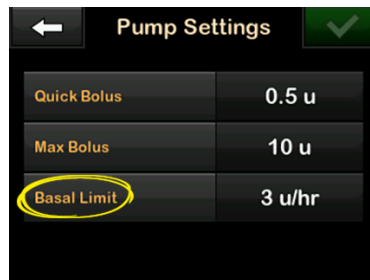 Pump Settings
Quick Bolus 0.5 u
Max Bolus 10 u
Basal Limit 3 u/hr